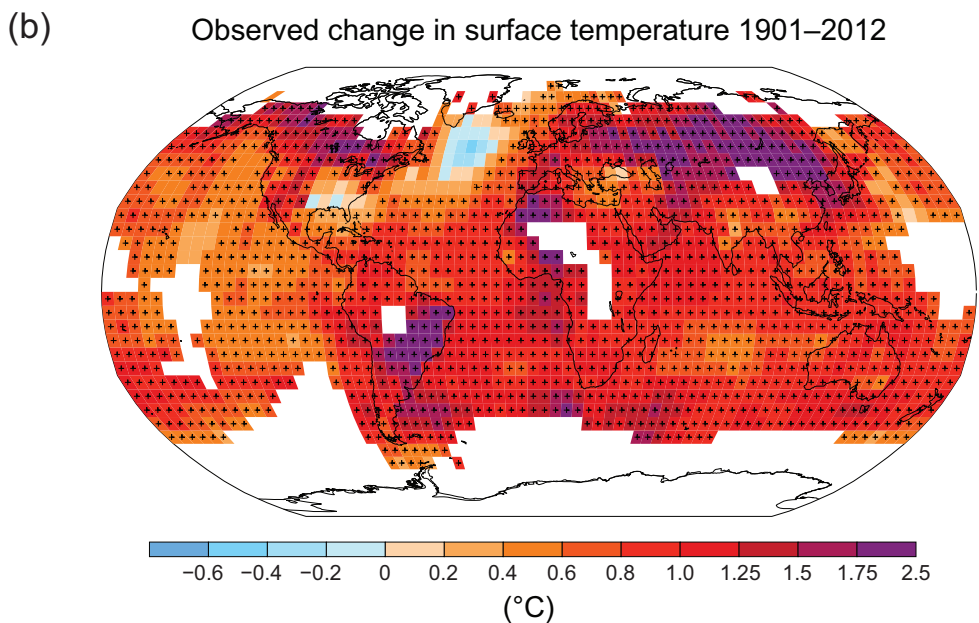 (b)
Observed change in surface temperature 1901–2012
−0.6 −0.4 −0.2 0 0.2 0.4 0.6 0.8 1.0 1.25 1.5 1.75 2.5
(°C)